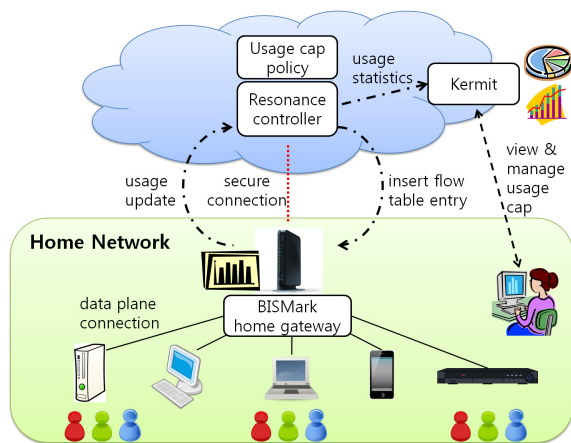 Usage cap
policy
usage
statistics
Kermit
Resonance
controller
view &
manage
usage
cap
usage
update
secure
connection
insert flow
table entry
Home Network
data plane
connection
BISMark
home gateway